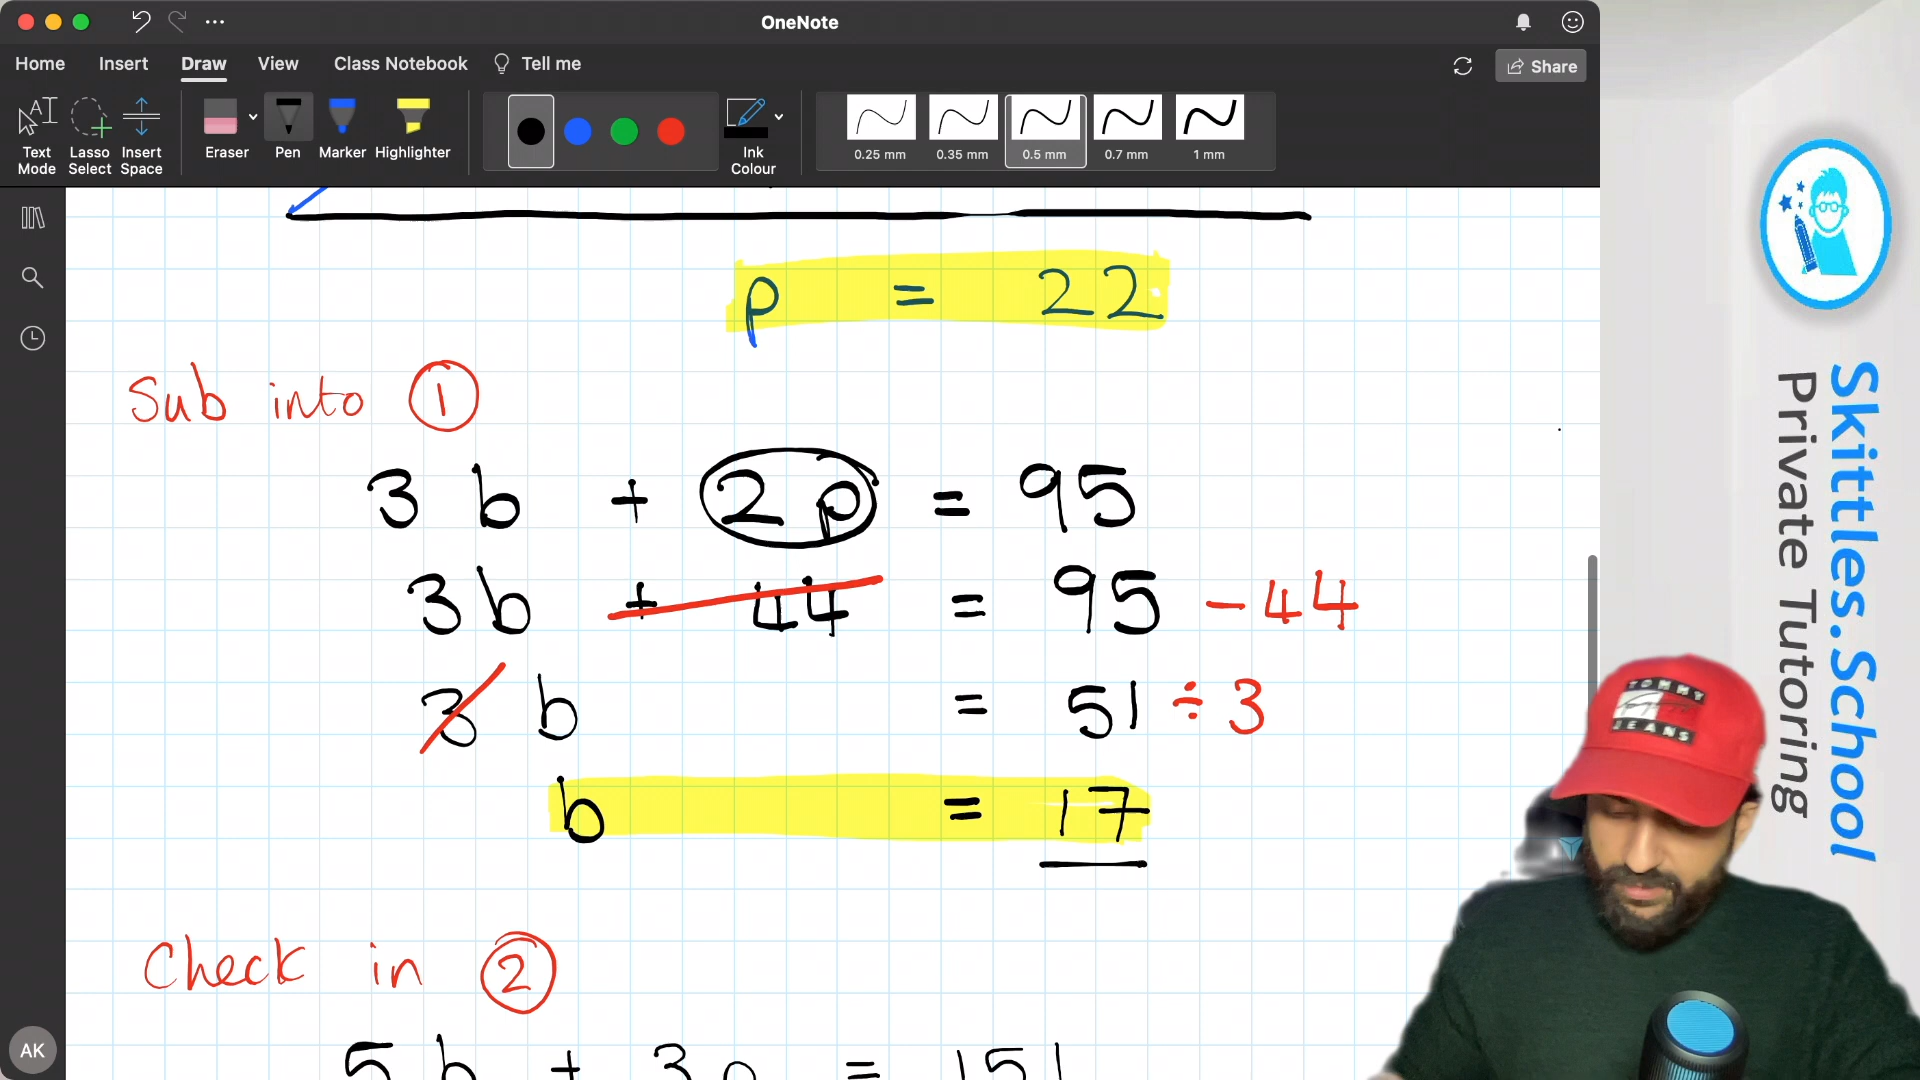 OneNote
Home Insert Draw View Class Notebook Tell me Share
Text Mode Lasso Select Insert Space Eraser Pen Marker Highlighter Ink Colour 0.25 mm 0.35 mm 0.5 mm 0.7 mm 1 mm
p = 22
Sub into ①
3b + 2p = 95
3b + 44 = 95 - 44
3b = 51 ÷ 3
b = 17
Check in ②
5b + 3p = 151
AK
Skittles.School
Private Tutoring
TOMMY
JEANS